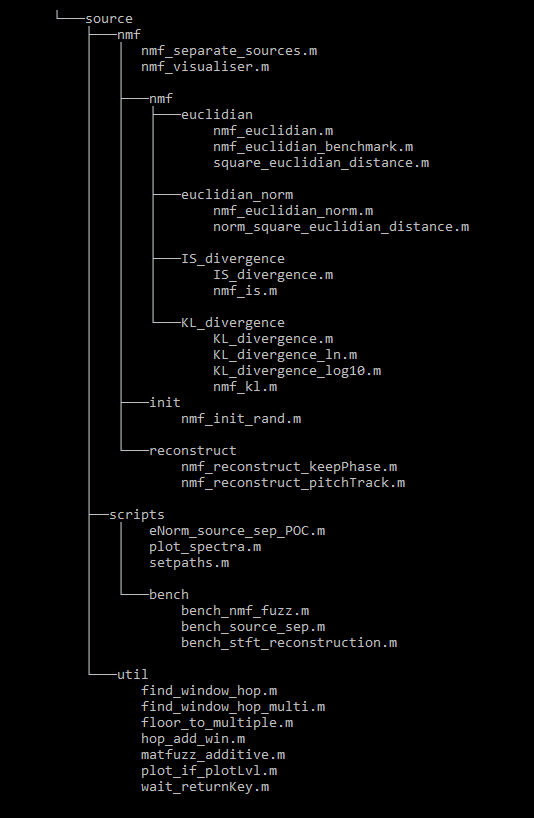 └───source
    ├───nmf
    │   │  nmf_separate_sources.m
    │   │  nmf_visualiser.m
    │   │
    │   ├───nmf
    │   │   ├───euclidian
    │   │   │       nmf_euclidian.m
    │   │   │       nmf_euclidian_benchmark.m
    │   │   │       square_euclidian_distance.m
    │   │   │
    │   │   ├───euclidian_norm
    │   │   │       nmf_euclidian_norm.m
    │   │   │       norm_square_euclidian_distance.m
    │   │   │
    │   │   ├───IS_divergence
    │   │   │       IS_divergence.m
    │   │   │       nmf_is.m
    │   │   │
    │   │   └───KL_divergence
    │   │           KL_divergence.m
    │   │           KL_divergence_ln.m
    │   │           KL_divergence_log10.m
    │   │           nmf_kl.m
    │   ├───init
    │   │       nmf_init_rand.m
    │   │
    │   └───reconstruct
    │           nmf_reconstruct_keepPhase.m
    │           nmf_reconstruct_pitchTrack.m
    │
    ├───scripts
    │   │   eNorm_source_sep_POC.m
    │   │   plot_spectra.m
    │   │   setpaths.m
    │   │
    │   └───bench
    │           bench_nmf_fuzz.m
    │           bench_source_sep.m
    │           bench_stft_reconstruction.m
    │
    └───util
            find_window_hop.m
            find_window_hop_multi.m
            floor_to_multiple.m
            hop_add_win.m
            matfuzz_additive.m
            plot_if_plotLvl.m
            wait_returnKey.m